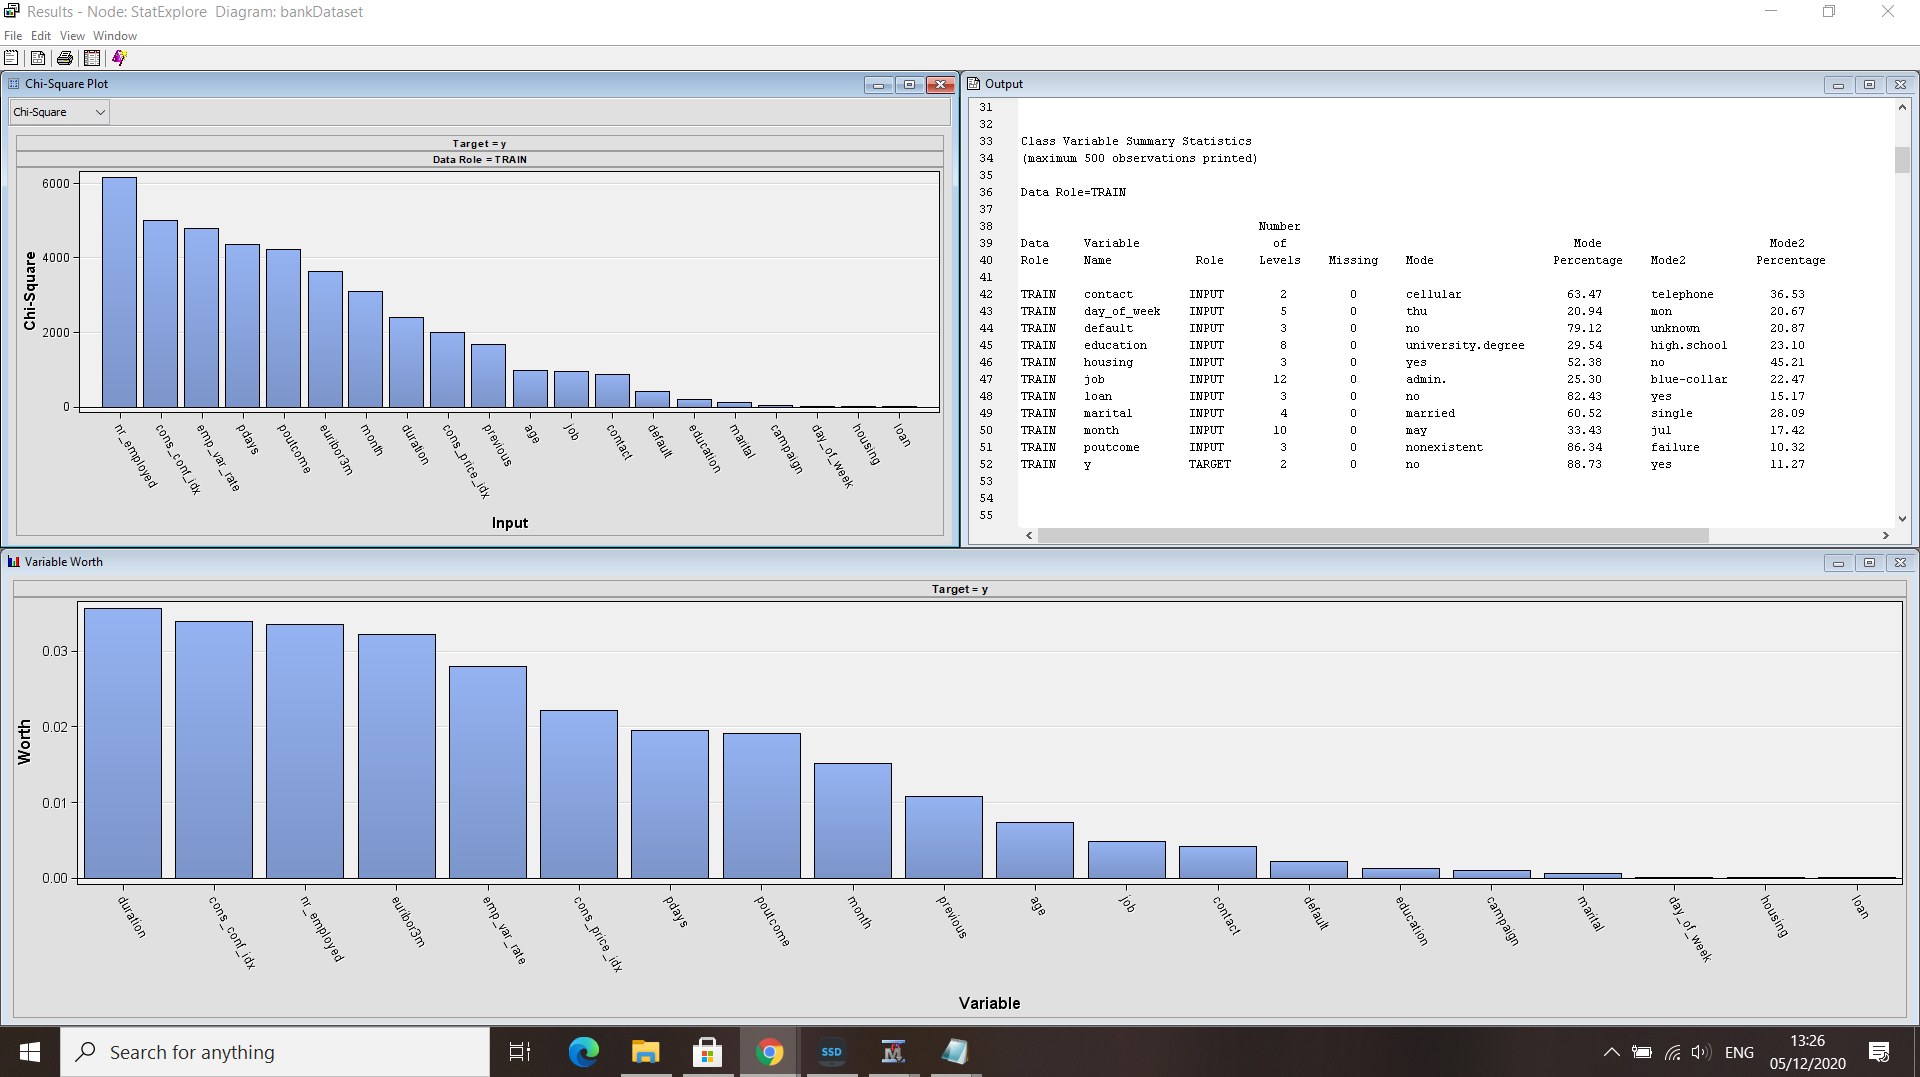 Results - Node: StatExplore Diagram: bankDataset
File Edit View Window
Chi-Square Plot
Chi-Square
Target = y
Data Role = TRAIN
6000
4000
2000
0
Chi-Square
nr_employed
cons_conf_idx
emp_var_rate
pdays
poutcome
euribor3m
month
duration
cons_price_idx
previous
age
job
contact
default
education
marital
campaign
day_of_week
housing
loan
Input
Output
31
32
33 Class Variable Summary Statistics
34 (maximum 500 observations printed)
35
36 Data Role=TRAIN
37
38 Number
39 Data Variable of Mode Mode2
40 Role Name Role Levels Missing Mode Percentage Mode2 Percentage
41
42 TRAIN contact INPUT 2 0 cellular 63.47 telephone 36.53
43 TRAIN day_of_week INPUT 5 0 thu 20.94 mon 20.67
44 TRAIN default INPUT 3 0 no 79.12 unknown 20.87
45 TRAIN education INPUT 8 0 university.degree 29.54 high.school 23.10
46 TRAIN housing INPUT 3 0 yes 52.38 no 45.21
47 TRAIN job INPUT 12 0 admin. 25.30 blue-collar 22.47
48 TRAIN loan INPUT 3 0 no 82.43 yes 15.17
49 TRAIN marital INPUT 4 0 married 60.52 single 28.09
50 TRAIN month INPUT 10 0 may 33.43 jul 17.42
51 TRAIN poutcome INPUT 3 0 nonexistent 86.34 failure 10.32
52 TRAIN y TARGET 2 0 no 88.73 yes 11.27
53
54
55
Variable Worth
Target = y
0.03
0.02
0.01
0.00
Worth
duration
cons_conf_idx
nr_employed
euribor3m
emp_var_rate
cons_price_idx
pdays
poutcome
month
previous
age
job
contact
default
education
campaign
marital
day_of_week
housing
loan
Variable
Search for anything
SSD
ENG
13:26
05/12/2020